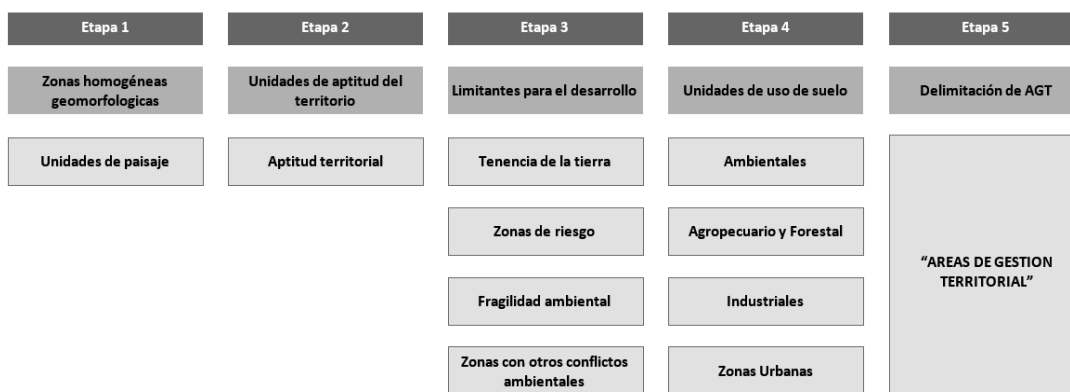 Etapa 1
Etapa 2
Etapa 3
Etapa 4
Etapa 5
Zonas homogéneas
geomorfologicas
Unidades de aptitud del
territorio
Limitantes para el desarrollo
Unidades de uso de suelo
Delimitación de AGT
Unidades de paisaje
Aptitud territorial
Tenencia de la tierra
Ambientales
Zonas de riesgo
Agropecuario y Forestal
“AREAS DE GESTION
TERRITORIAL”
Fragilidad ambiental
Industriales
Zonas con otros conflictos
ambientales
Zonas Urbanas